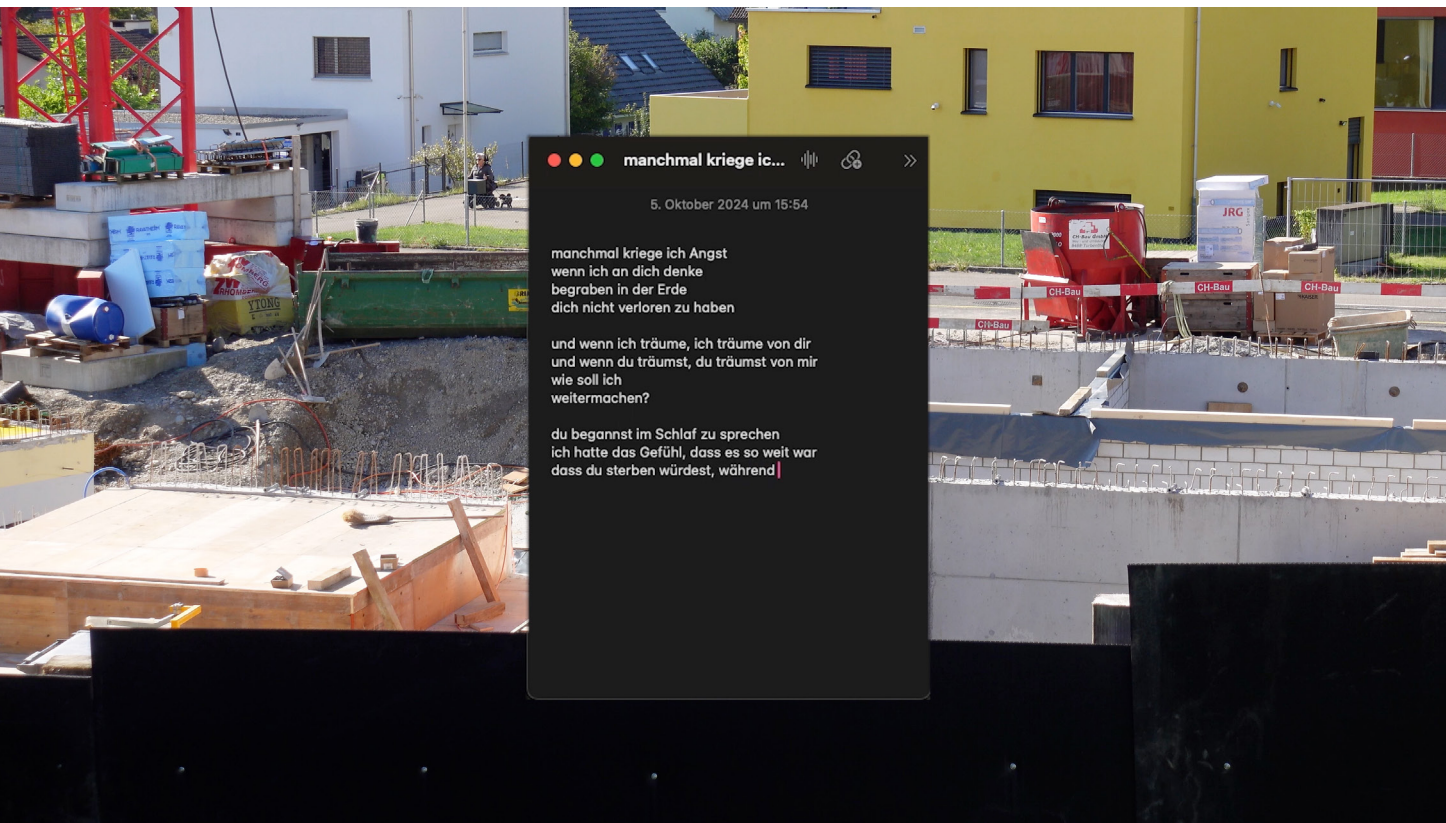 manchmal kriege ic...
5. Oktober 2024 um 15:54
manchmal kriege ich Angst
wenn ich an dich denke
begraben in der Erde
dich nicht verloren zu haben
und wenn ich träume, ich träume von dir
und wenn du träumst, du träumst von mir
wie soll ich
weitermachen?
du begannst im Schlaf zu sprechen
ich hatte das Gefühl, dass es so weit war
dass du sterben würdest, während
JRG
CH-Bau GmbH
CH-Bau
CH-Bau
CH-Bau
CH-Bau
YTONG